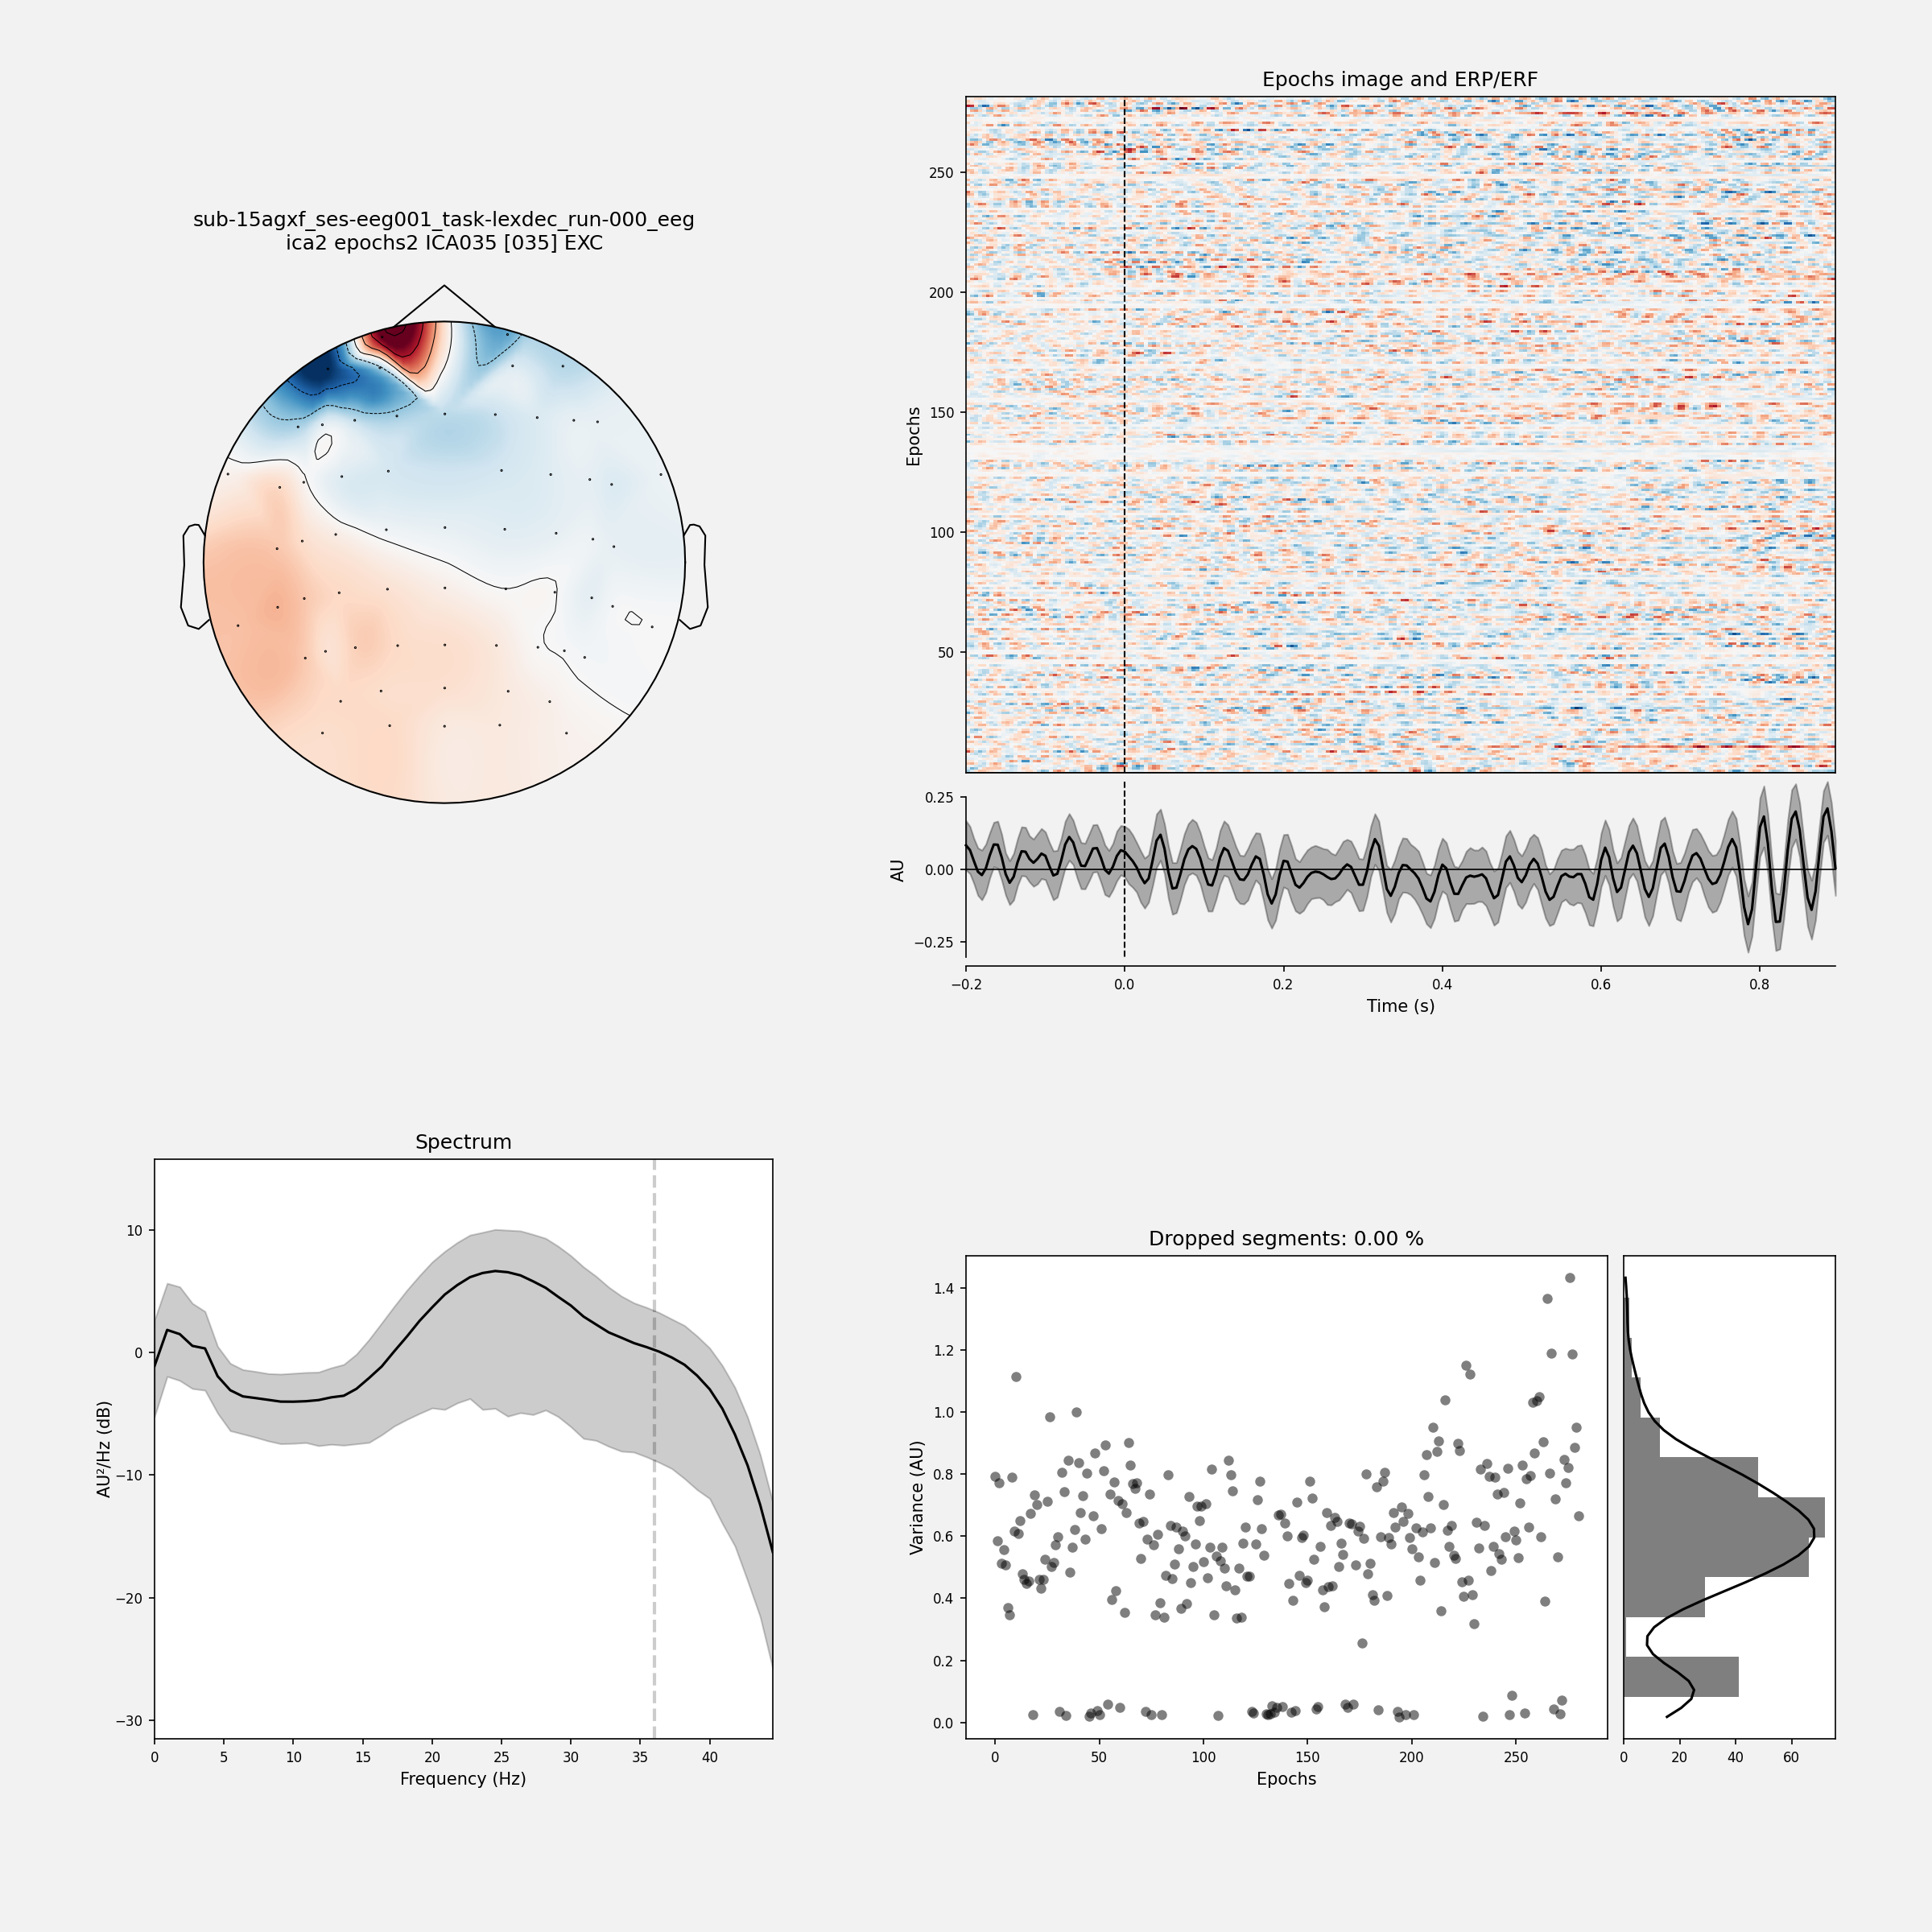 sub-15agxf_ses-eeg001_task-lexdec_run-000_eeg
ica2 epochs2 ICA035 [035] EXC
Epochs image and ERP/ERF
250
200
150
100
50
Epochs
0.25
0.00
−0.25
AU
−0.2 0.0 0.2 0.4 0.6 0.8
Time (s)
Spectrum
10
0
−10
−20
−30
AU²/Hz (dB)
0 5 10 15 20 25 30 35 40
Frequency (Hz)
Dropped segments: 0.00 %
1.4
1.2
1.0
0.8
0.6
0.4
0.2
0.0
Variance (AU)
0 50 100 150 200 250
Epochs
0 20 40 60